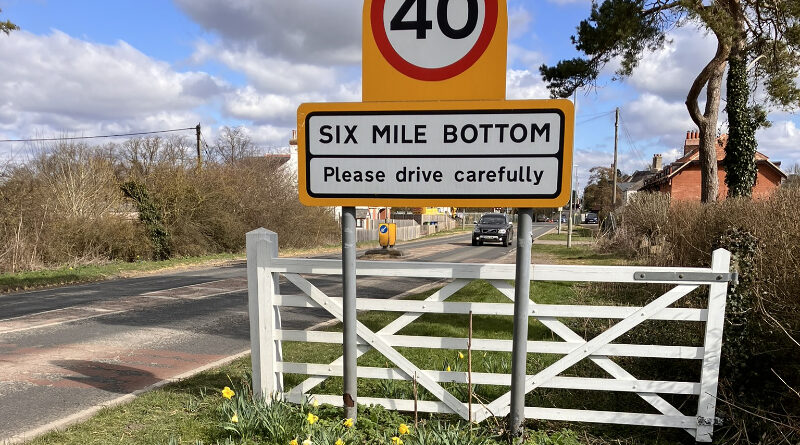 40
SIX MILE BOTTOM
Please drive carefully